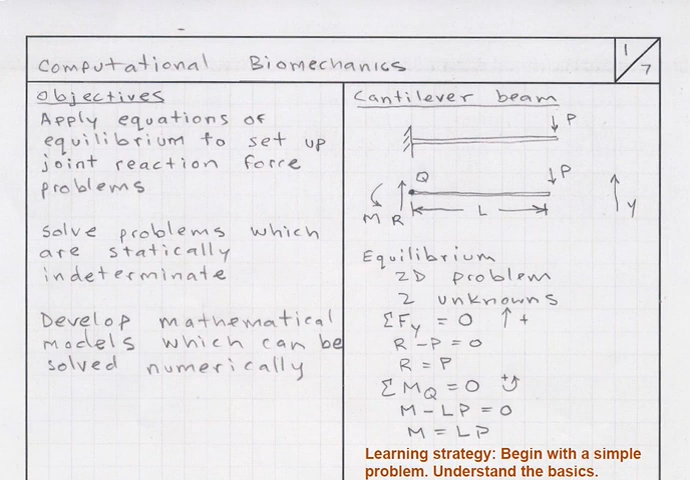 Computational Biomechanics
1/7
Objectives
Apply equations of
equilibrium to set up
joint reaction force
problems
Solve problems which
are statically
indeterminate
Develop mathematical
models which can be
solved numerically
Cantilever beam
P
Q
P
M R
L
y
Equilibrium
2D problem
2 unknowns
ΣFy = 0 ↑+
R - P = 0
R = P
ΣMQ = 0 +↺
M - LP = 0
M = LP
Learning strategy: Begin with a simple
problem. Understand the basics.